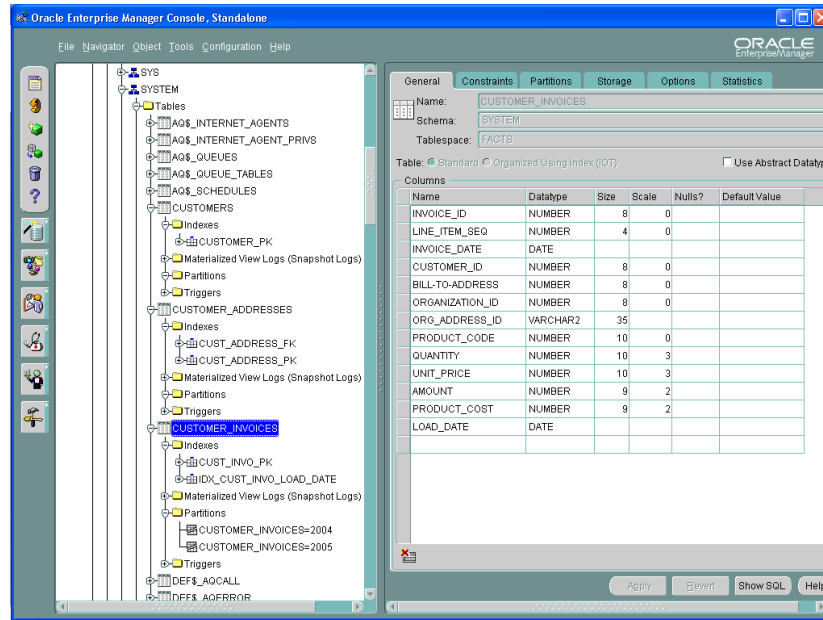 Oracle Enterprise Manager Console, Standalone
File Navigator Object Tools Configuration Help
ORACLE
EnterpriseManager
SYS
SYSTEM
Tables
AQ$_INTERNET_AGENTS
AQ$_INTERNET_AGENT_PRIVS
AQ$_QUEUES
AQ$_QUEUE_TABLES
AQ$_SCHEDULES
CUSTOMERS
Indexes
CUSTOMER_PK
Materialized View Logs (Snapshot Logs)
Partitions
Triggers
CUSTOMER_ADDRESSES
Indexes
CUST_ADDRESS_FK
CUST_ADDRESS_PK
Materialized View Logs (Snapshot Logs)
Partitions
Triggers
CUSTOMER_INVOICES
Indexes
CUST_INVO_PK
IDX_CUST_INVO_LOAD_DATE
Materialized View Logs (Snapshot Logs)
Partitions
CUSTOMER_INVOICES=2004
CUSTOMER_INVOICES=2005
Triggers
DEF$_AQCALL
DEF$_AQERROR
General Constraints Partitions Storage Options Statistics
Name: CUSTOMER_INVOICES
Schema: SYSTEM
Tablespace: FACTS
Table: Standard Organized Using Index (IOT) Use Abstract Datatyp
Columns
Name Datatype Size Scale Nulls? Default Value
INVOICE_ID NUMBER 8 0
LINE_ITEM_SEQ NUMBER 4 0
INVOICE_DATE DATE
CUSTOMER_ID NUMBER 8 0
BILL-TO-ADDRESS NUMBER 8 0
ORGANIZATION_ID NUMBER 8 0
ORG_ADDRESS_ID VARCHAR2 35
PRODUCT_CODE NUMBER 10 0
QUANTITY NUMBER 10 3
UNIT_PRICE NUMBER 10 3
AMOUNT NUMBER 9 2
PRODUCT_COST NUMBER 9 2
LOAD_DATE DATE
Apply Revert Show SQL Help